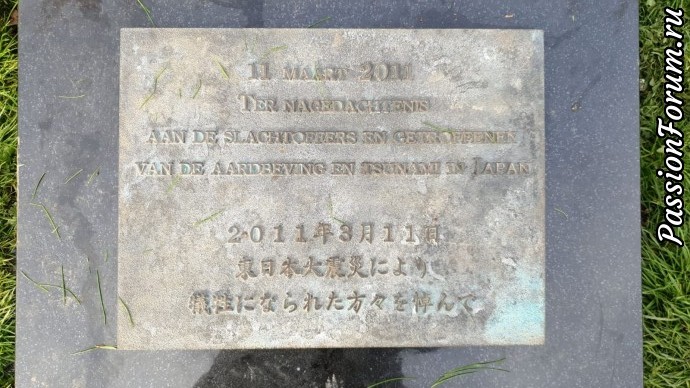 11 MAART 2011
TER NAGEDACHTENIS
AAN DE SLACHTOFFERS EN GETROFFENEN
VAN DE AARDBEVING EN TSUNAMI IN JAPAN
2011年3月11日
東日本大震災により
犠牲になられた方々を悼んで
PassionForum.ru